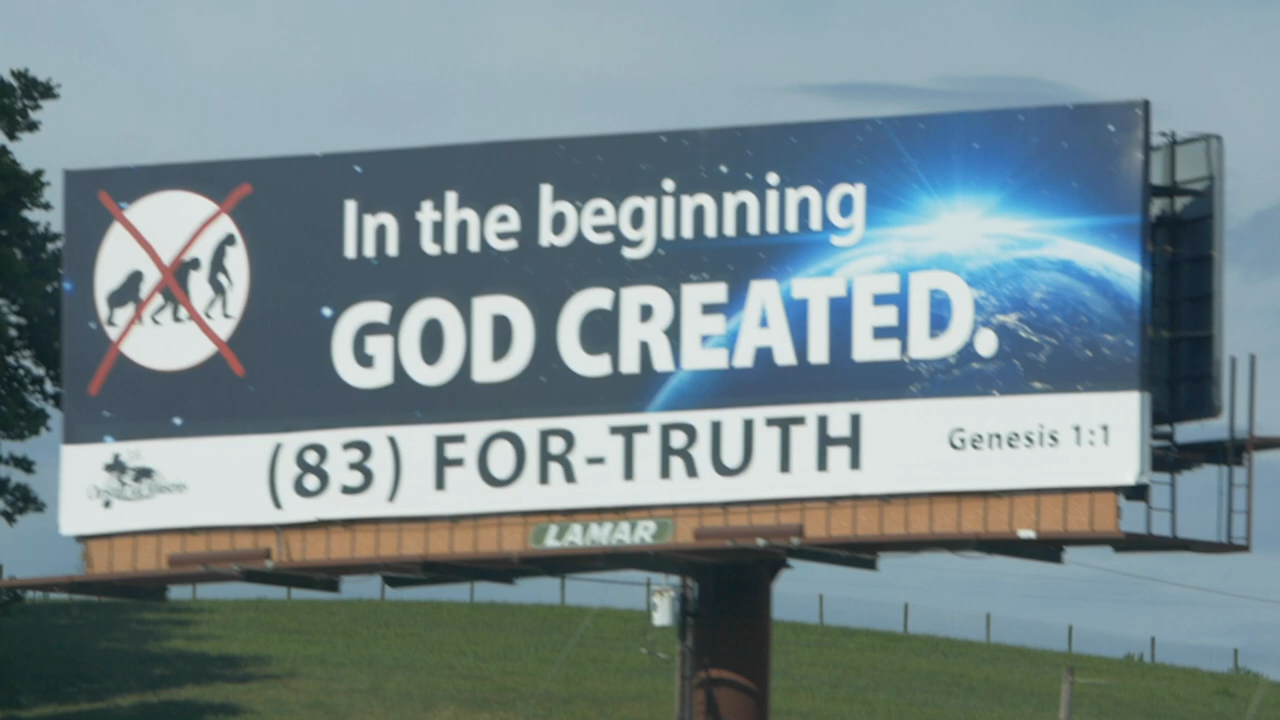 In the beginning
GOD CREATED.
(83) FOR-TRUTH
Genesis 1:1
LAMAR